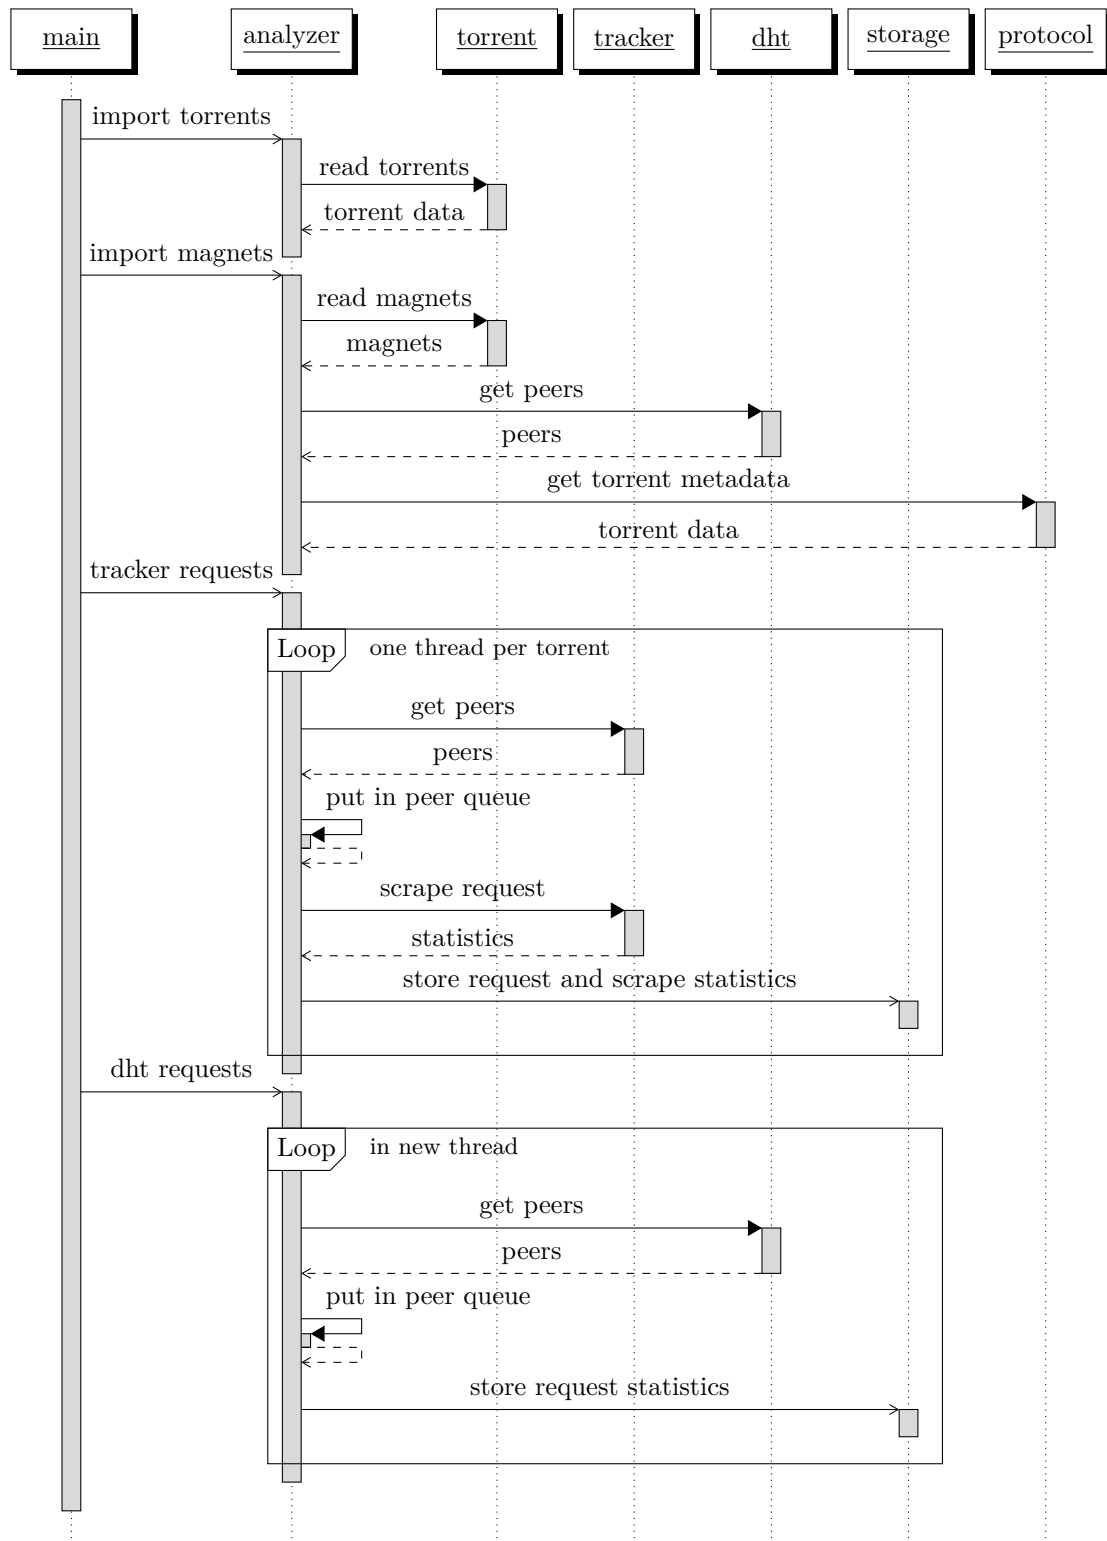 main analyzer torrent tracker dht storage protocol
import torrents
read torrents
torrent data
import magnets
read magnets
magnets
get peers
peers
get torrent metadata
torrent data
tracker requests
Loop one thread per torrent
get peers
peers
put in peer queue
scrape request
statistics
store request and scrape statistics
dht requests
Loop in new thread
get peers
peers
put in peer queue
store request statistics